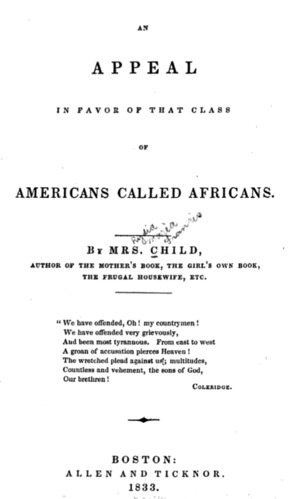 AN
APPEAL
IN FAVOR OF THAT CLASS
OF
AMERICANS CALLED AFRICANS.
Lydia
Maria
Francis
BY MRS. CHILD,
AUTHOR OF THE MOTHER'S BOOK, THE GIRL'S OWN BOOK,
THE FRUGAL HOUSEWIFE, ETC.
"We have offended, Oh! my countrymen!
We have offended very grievously,
And been most tyrannous. From east to west
A groan of accusation pierces Heaven!
The wretched plead against us; multitudes,
Countless and vehement, the sons of God,
Our brethren!
COLERIDGE.
BOSTON:
ALLEN AND TICKNOR.
1833.